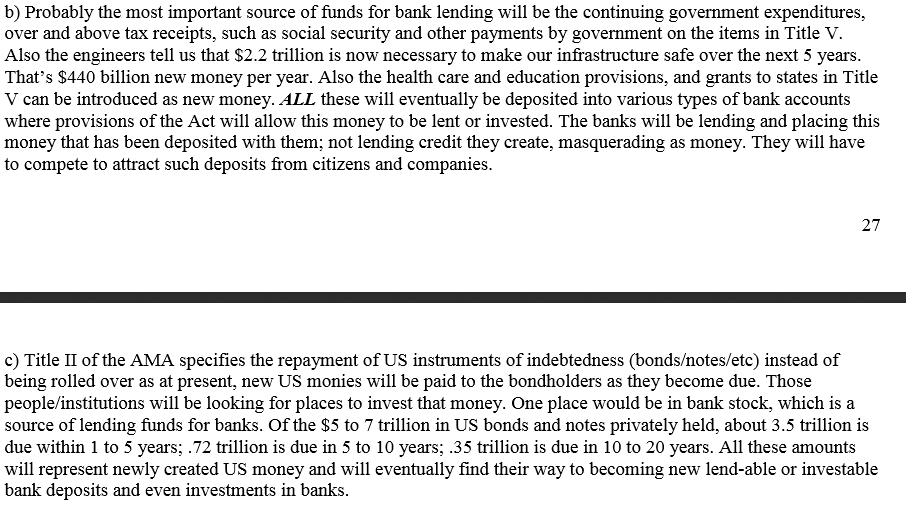 b) Probably the most important source of funds for bank lending will be the continuing government expenditures,
over and above tax receipts, such as social security and other payments by government on the items in Title V.
Also the engineers tell us that $2.2 trillion is now necessary to make our infrastructure safe over the next 5 years.
That's $440 billion new money per year. Also the health care and education provisions, and grants to states in Title
V can be introduced as new money. ALL these will eventually be deposited into various types of bank accounts
where provisions of the Act will allow this money to be lent or invested. The banks will be lending and placing this
money that has been deposited with them; not lending credit they create, masquerading as money. They will have
to compete to attract such deposits from citizens and companies.
27
c) Title II of the AMA specifies the repayment of US instruments of indebtedness (bonds/notes/etc) instead of
being rolled over as at present, new US monies will be paid to the bondholders as they become due. Those
people/institutions will be looking for places to invest that money. One place would be in bank stock, which is a
source of lending funds for banks. Of the $5 to 7 trillion in US bonds and notes privately held, about 3.5 trillion is
due within 1 to 5 years; .72 trillion is due in 5 to 10 years; .35 trillion is due in 10 to 20 years. All these amounts
will represent newly created US money and will eventually find their way to becoming new lend-able or investable
bank deposits and even investments in banks.